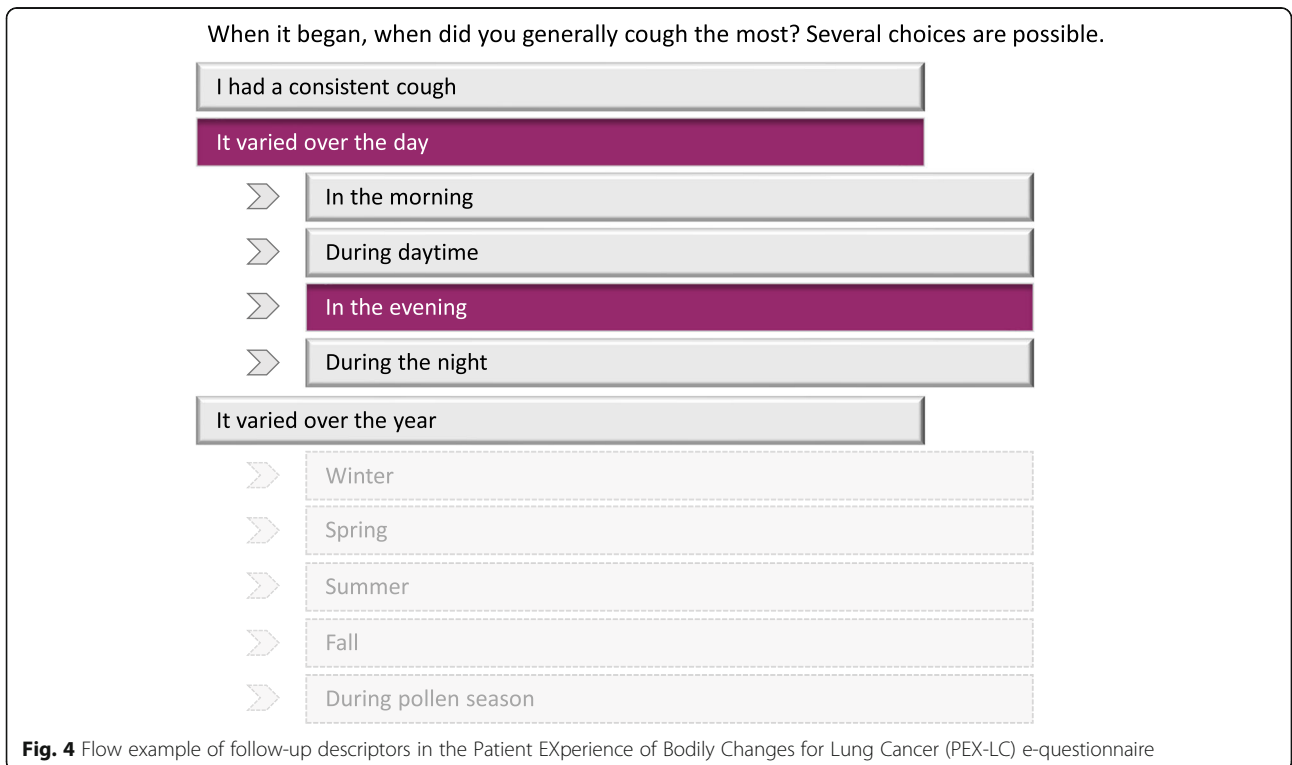 When it began, when did you generally cough the most? Several choices are possible.
I had a consistent cough
It varied over the day
In the morning
During daytime
In the evening
During the night
It varied over the year
Winter
Spring
Summer
Fall
During pollen season
Fig. 4 Flow example of follow-up descriptors in the Patient EXperience of Bodily Changes for Lung Cancer (PEX-LC) e-questionnaire